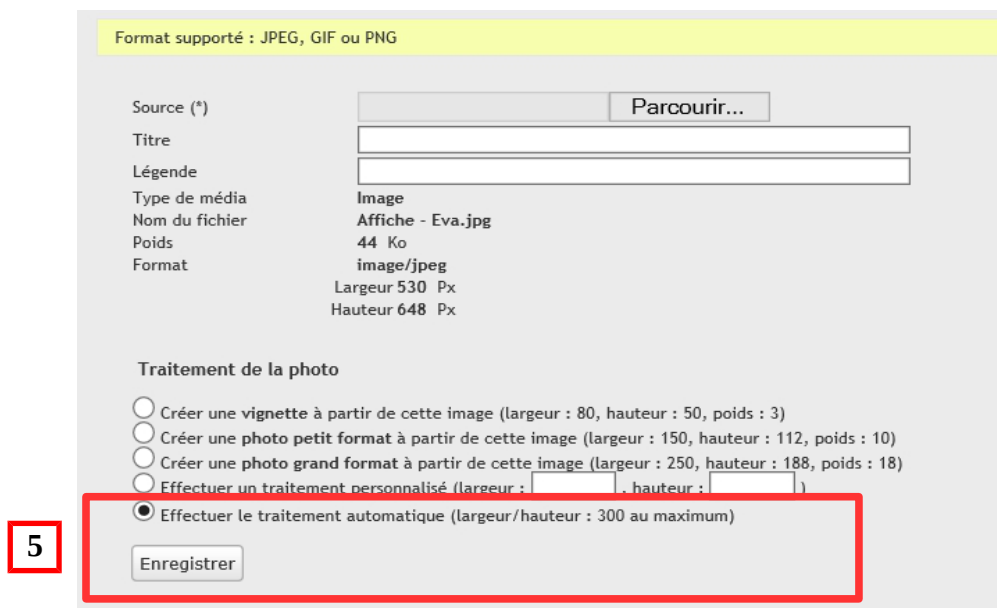 Format supporté : JPEG, GIF ou PNG
Source (*) Parcourir...
Titre
Légende
Type de média Image
Nom du fichier Affiche - Eva.jpg
Poids 44 Ko
Format image/jpeg
Largeur 530 Px
Hauteur 648 Px
Traitement de la photo
Créer une vignette à partir de cette image (largeur : 80, hauteur : 50, poids : 3)
Créer une photo petit format à partir de cette image (largeur : 150, hauteur : 112, poids : 10)
Créer une photo grand format à partir de cette image (largeur : 250, hauteur : 188, poids : 18)
Effectuer un traitement personnalisé (largeur : , hauteur : )
Effectuer le traitement automatique (largeur/hauteur : 300 au maximum)
5
Enregistrer